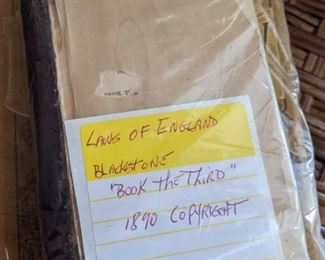 LAWS OF ENGLAND
BLACKSTONE
"BOOK THE THIRD"
1890 COPYRIGHT